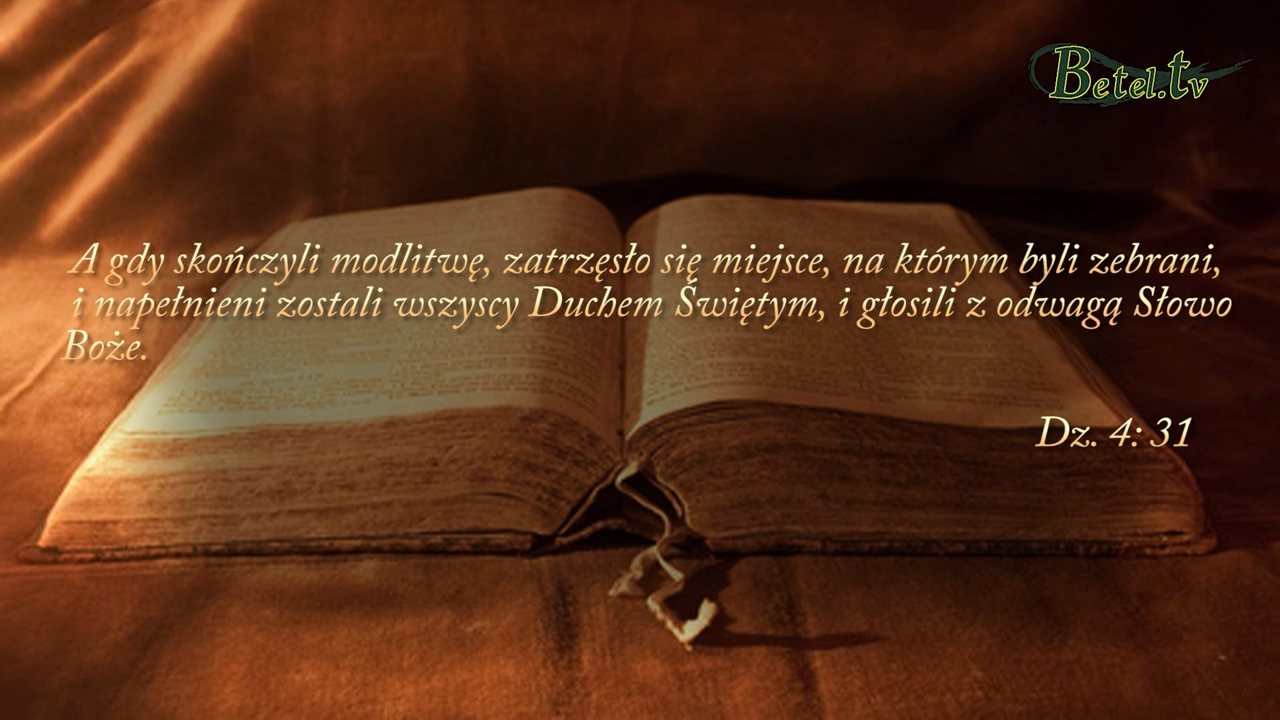 Betel.tv
A gdy skończyli modlitwę, zatrzęsło się miejsce, na którym byli zebrani,
i napełnieni zostali wszyscy Duchem Świętym, i głosili z odwagą Słowo
Boże.
Dz. 4: 31